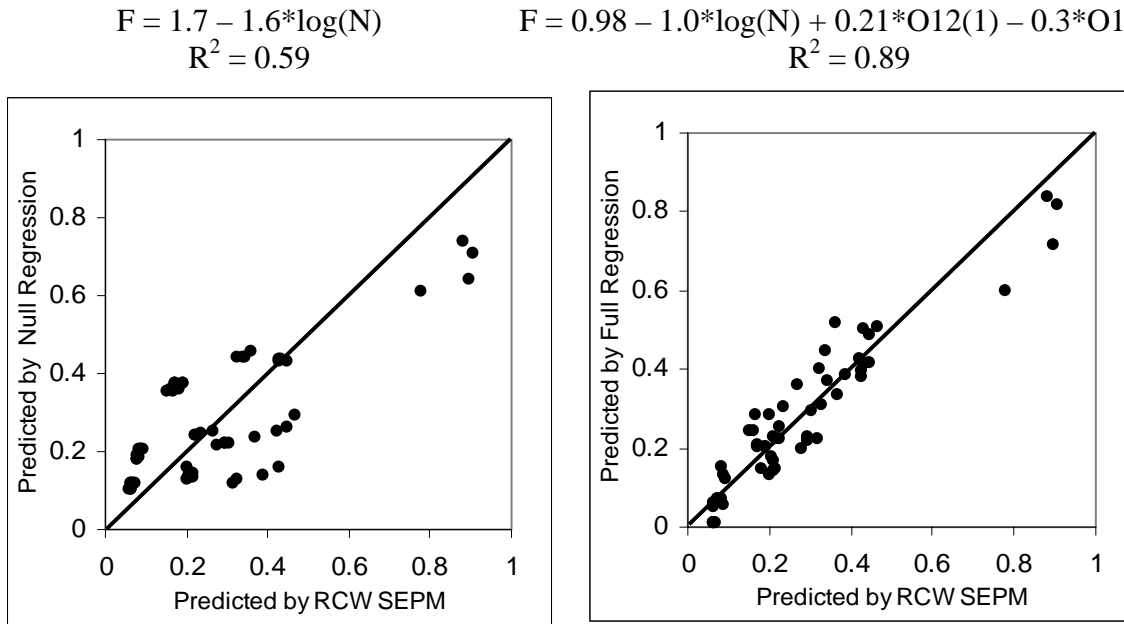 F = 1.7 – 1.6*log(N)
R² = 0.59
F = 0.98 – 1.0*log(N) + 0.21*O12(1) – 0.3*O1
R² = 0.89
1
0.8
0.6
0.4
0.2
0
Predicted by Null Regression
0 0.2 0.4 0.6 0.8 1
Predicted by RCW SEPM
1
0.8
0.6
0.4
0.2
0
Predicted by Full Regression
0 0.2 0.4 0.6 0.8 1
Predicted by RCW SEPM